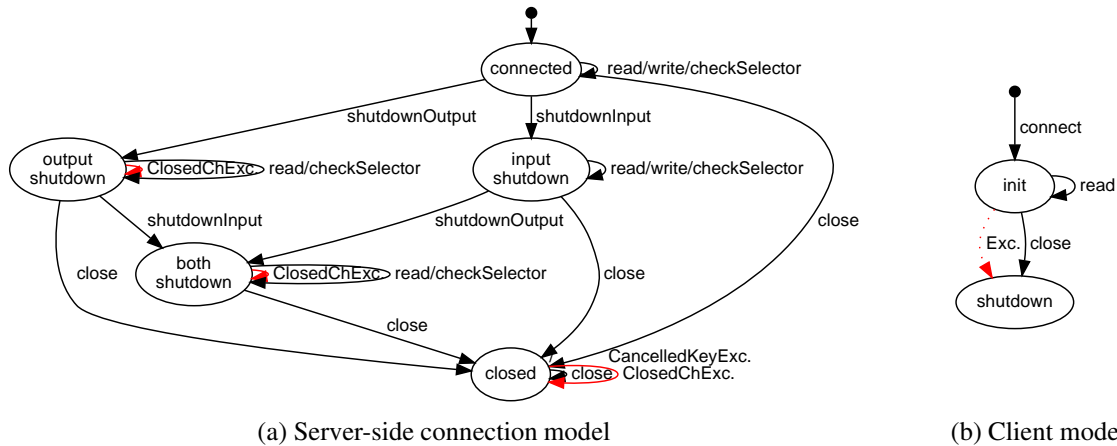 connected
read/write/checkSelector
shutdownOutput
shutdownInput
output
shutdown
ClosedChExc.
read/checkSelector
input
shutdown
read/write/checkSelector
shutdownInput
shutdownOutput
close
both
shutdown
ClosedChExc.
read/checkSelector
close
close
close
closed
close
CancelledKeyExc.
ClosedChExc.
(a) Server-side connection model
connect
init
read
Exc.
close
shutdown
(b) Client mode